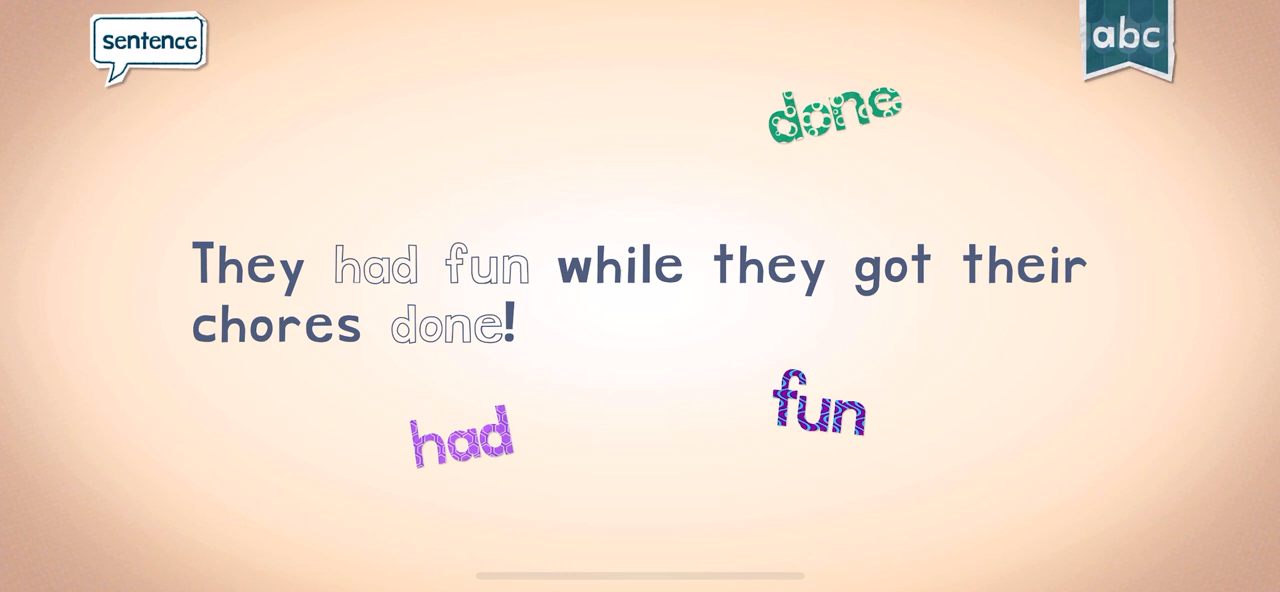 sentence
abc
done
They had fun while they got their
chores done!
had
fun